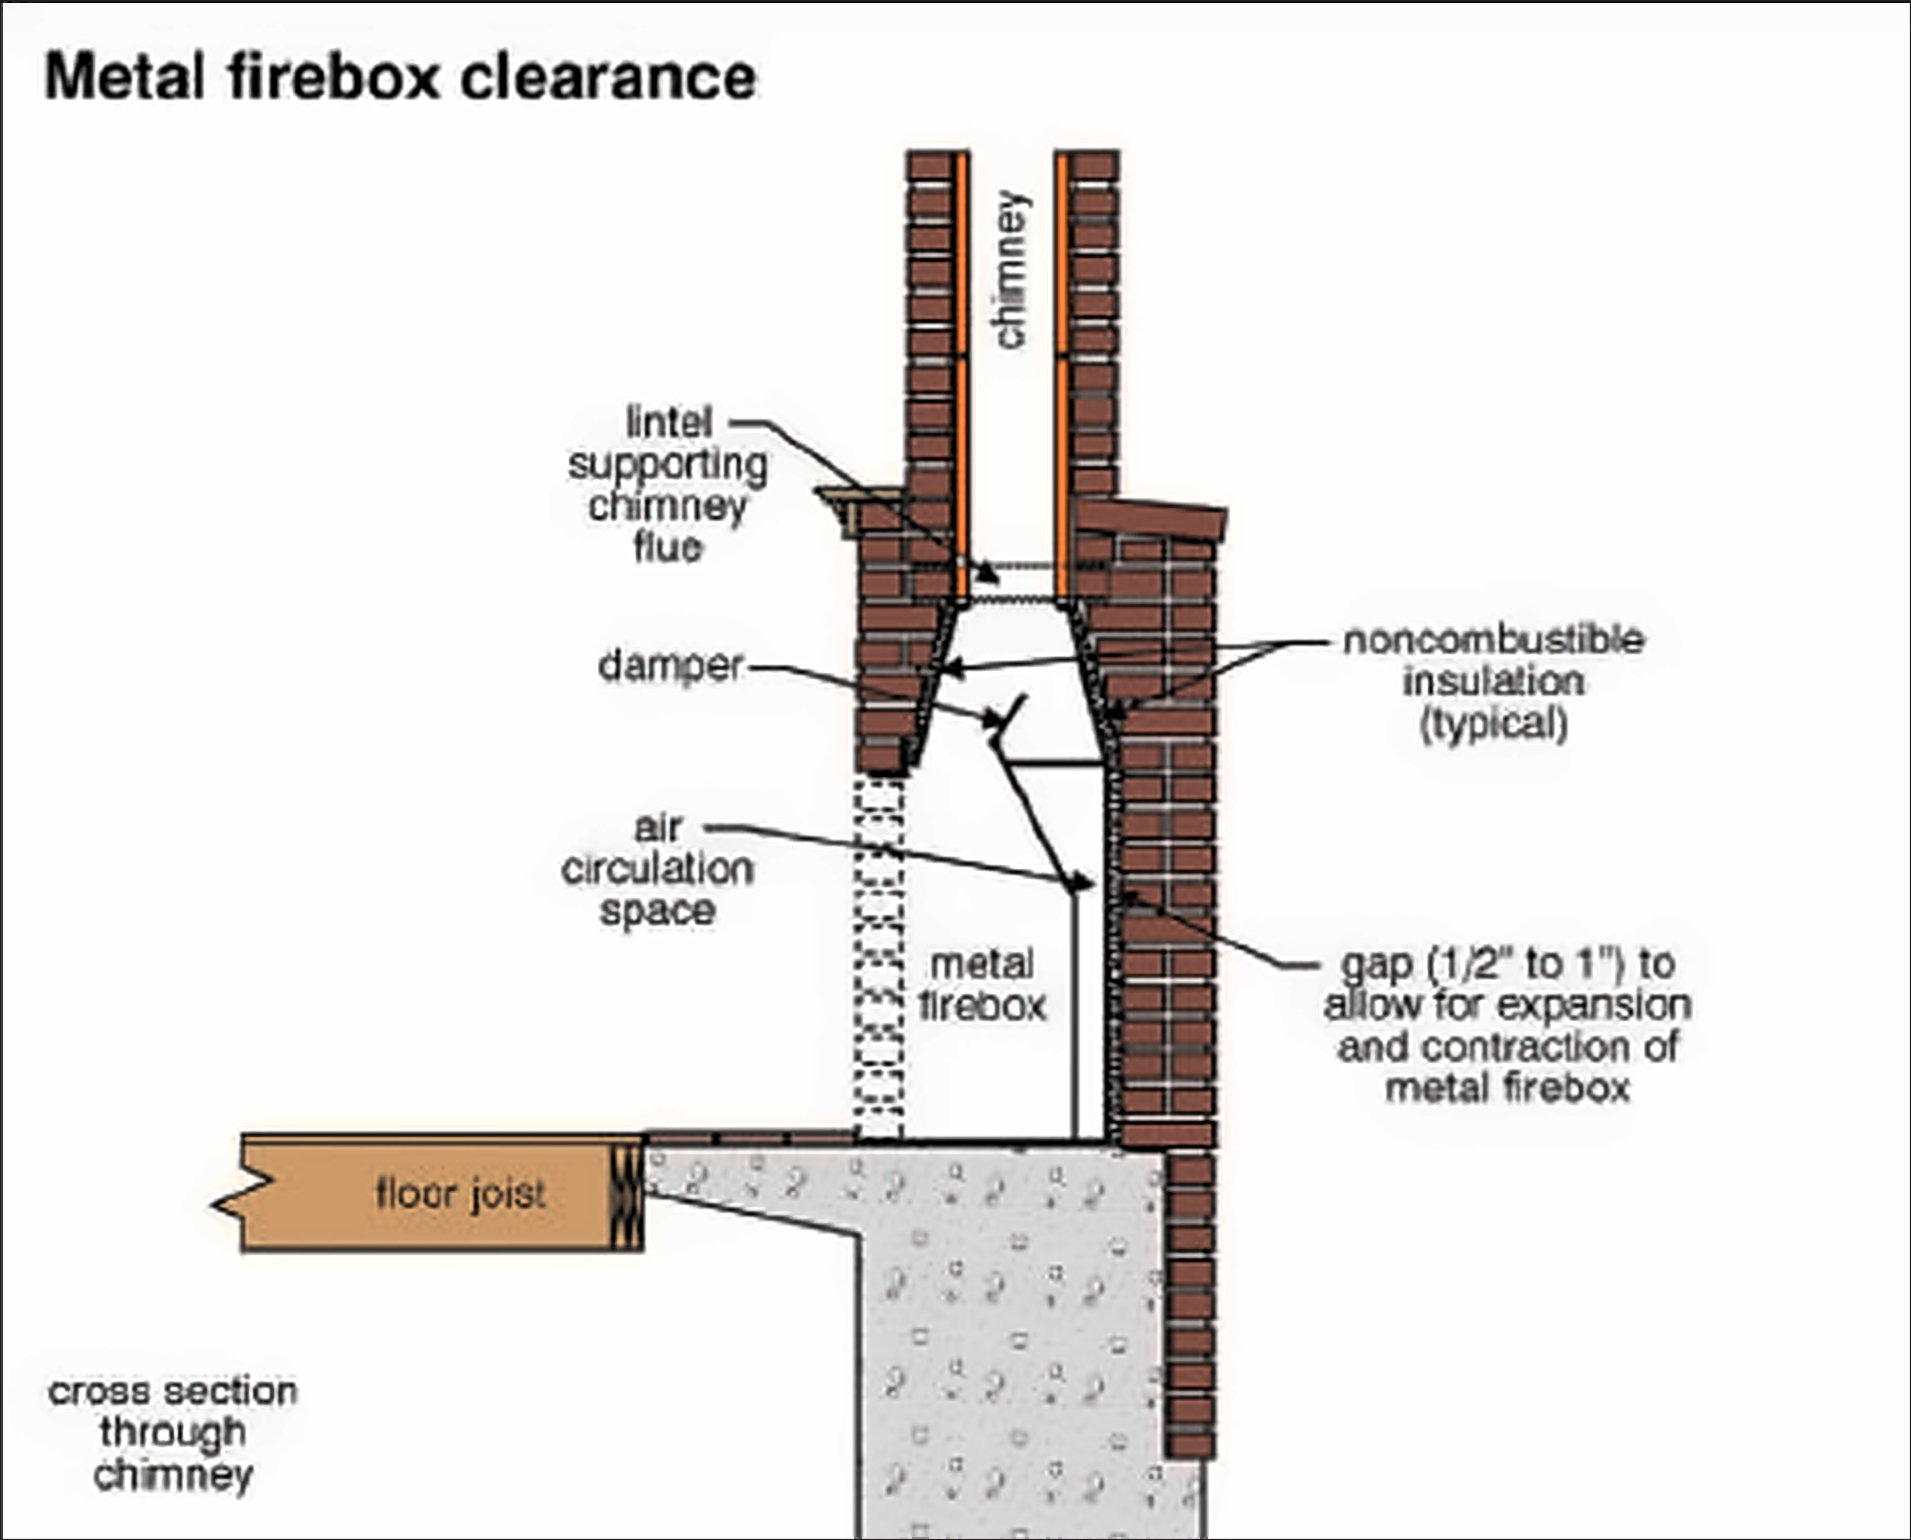 Metal firebox clearance
chimney
lintel
supporting
chimney
flue
damper
noncombustible
insulation
(typical)
air
circulation
space
metal
firebox
gap (1/2" to 1") to
allow for expansion
and contraction of
metal firebox
floor joist
cross section
through
chimney